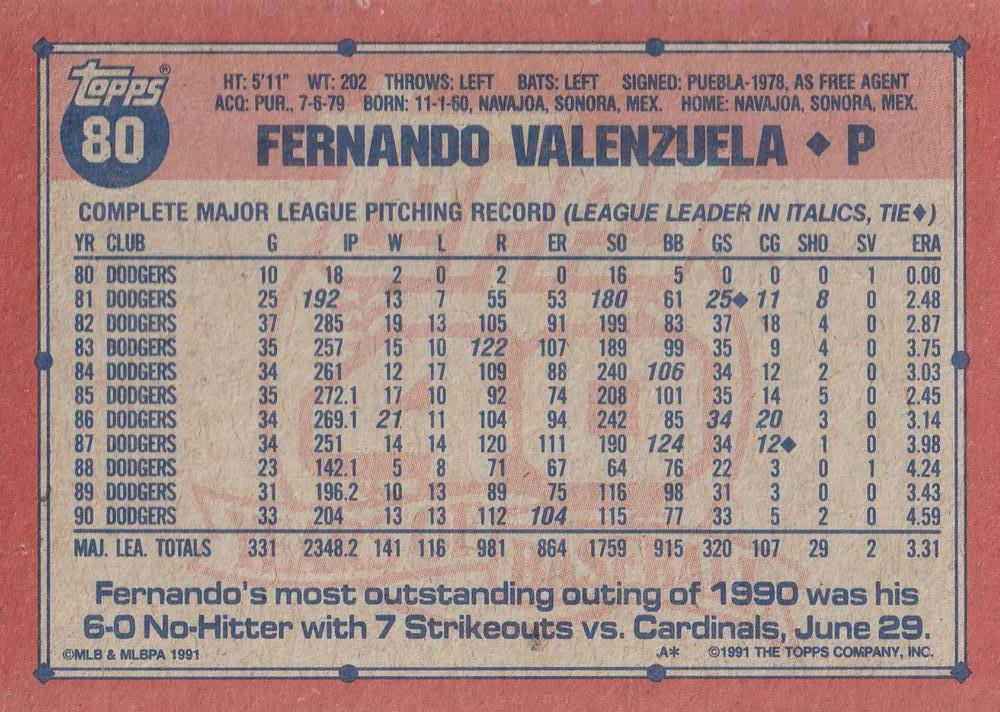 topps®
80
HT: 5'11" WT: 202 THROWS: LEFT BATS: LEFT SIGNED: PUEBLA-1978, AS FREE AGENT
ACQ: PUR., 7-6-79 BORN: 11-1-60, NAVAJOA, SONORA, MEX. HOME: NAVAJOA, SONORA, MEX.
FERNANDO VALENZUELA ◆ P
COMPLETE MAJOR LEAGUE PITCHING RECORD (LEAGUE LEADER IN ITALICS, TIE◆)
YR CLUB G IP W L R ER SO BB GS CG SHO SV ERA
80 DODGERS 10 18 2 0 2 0 16 5 0 0 0 1 0.00
81 DODGERS 25 192 13 7 55 53 180 61 25◆ 11 8 0 2.48
82 DODGERS 37 285 19 13 105 91 199 83 37 18 4 0 2.87
83 DODGERS 35 257 15 10 122 107 189 99 35 9 4 0 3.75
84 DODGERS 34 261 12 17 109 88 240 106 34 12 2 0 3.03
85 DODGERS 35 272.1 17 10 92 74 208 101 35 14 5 0 2.45
86 DODGERS 34 269.1 21 11 104 94 242 85 34 20 3 0 3.14
87 DODGERS 34 251 14 14 120 111 190 124 34 12◆ 1 0 3.98
88 DODGERS 23 142.1 5 8 71 67 64 76 22 3 0 1 4.24
89 DODGERS 31 196.2 10 13 89 75 116 98 31 3 0 0 3.43
90 DODGERS 33 204 13 13 112 104 115 77 33 5 2 0 4.59
MAJ. LEA. TOTALS 331 2348.2 141 116 981 864 1759 915 320 107 29 2 3.31
Fernando's most outstanding outing of 1990 was his
6-0 No-Hitter with 7 Strikeouts vs. Cardinals, June 29.
©MLB & MLBPA 1991 A* ©1991 THE TOPPS COMPANY, INC.